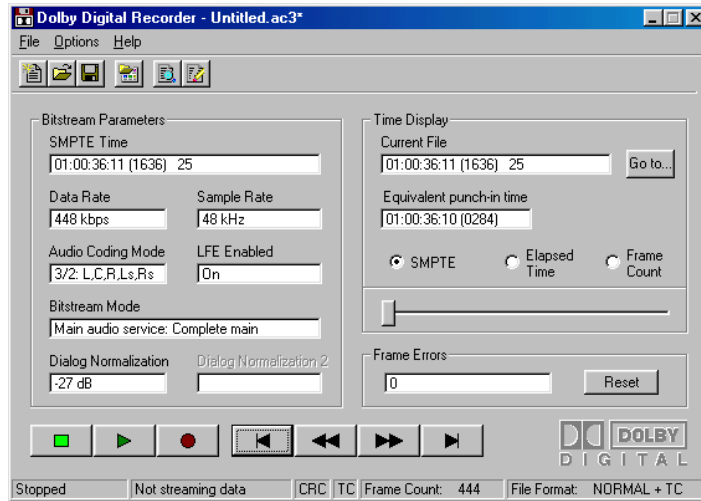 Dolby Digital Recorder - Untitled.ac3*
File Options Help
Bitstream Parameters
SMPTE Time
01:00:36:11 (1636) 25
Data Rate Sample Rate
448 kbps 48 kHz
Audio Coding Mode LFE Enabled
3/2: L,C,R,Ls,Rs On
Bitstream Mode
Main audio service: Complete main
Dialog Normalization Dialog Normalization 2
-27 dB
Time Display
Current File
01:00:36:11 (1636) 25 Go to...
Equivalent punch-in time
01:00:36:10 (0284)
SMPTE Elapsed Time Frame Count
Frame Errors
0 Reset
DOLBY
DIGITAL
Stopped Not streaming data CRC TC Frame Count: 444 File Format: NORMAL + TC